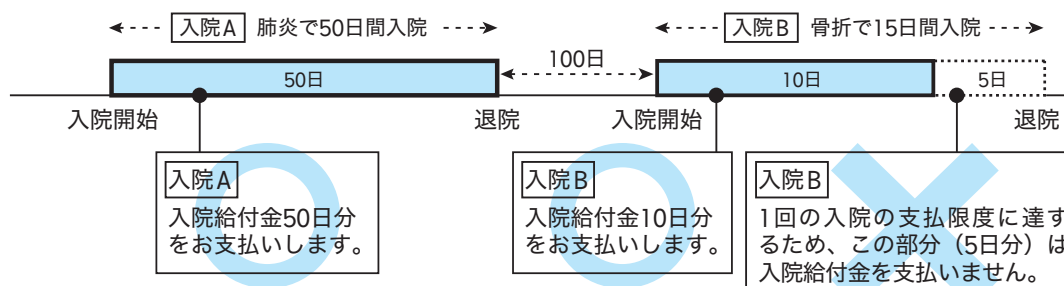 入院A 肺炎で50日間入院
入院B 骨折で15日間入院
50日
100日
10日
5日
入院開始
退院
入院開始
退院
入院A
入院給付金50日分
をお支払いします。
入院B
入院給付金10日分
をお支払いします。
入院B
1回の入院の支払限度に達す
るため、この部分（5日分）は
入院給付金を支払いません。